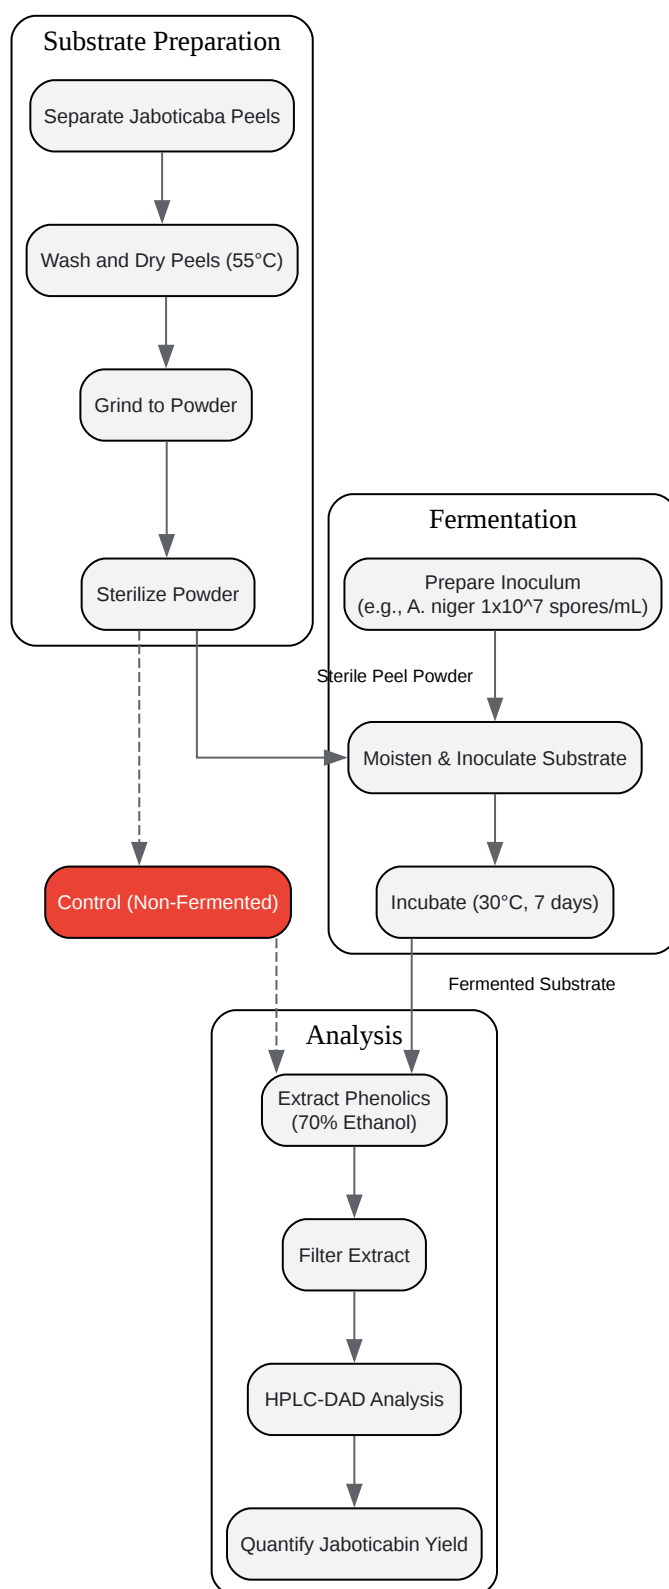 Substrate Preparation
Separate Jaboticaba Peels
Wash and Dry Peels (55°C)
Grind to Powder
Sterilize Powder
Fermentation
Prepare Inoculum
(e.g., A. niger 1x10^7 spores/mL)
Sterile Peel Powder
Moisten & Inoculate Substrate
Control (Non-Fermented)
Incubate (30°C, 7 days)
Fermented Substrate
Analysis
Extract Phenolics
(70% Ethanol)
Filter Extract
HPLC-DAD Analysis
Quantify Jaboticabin Yield